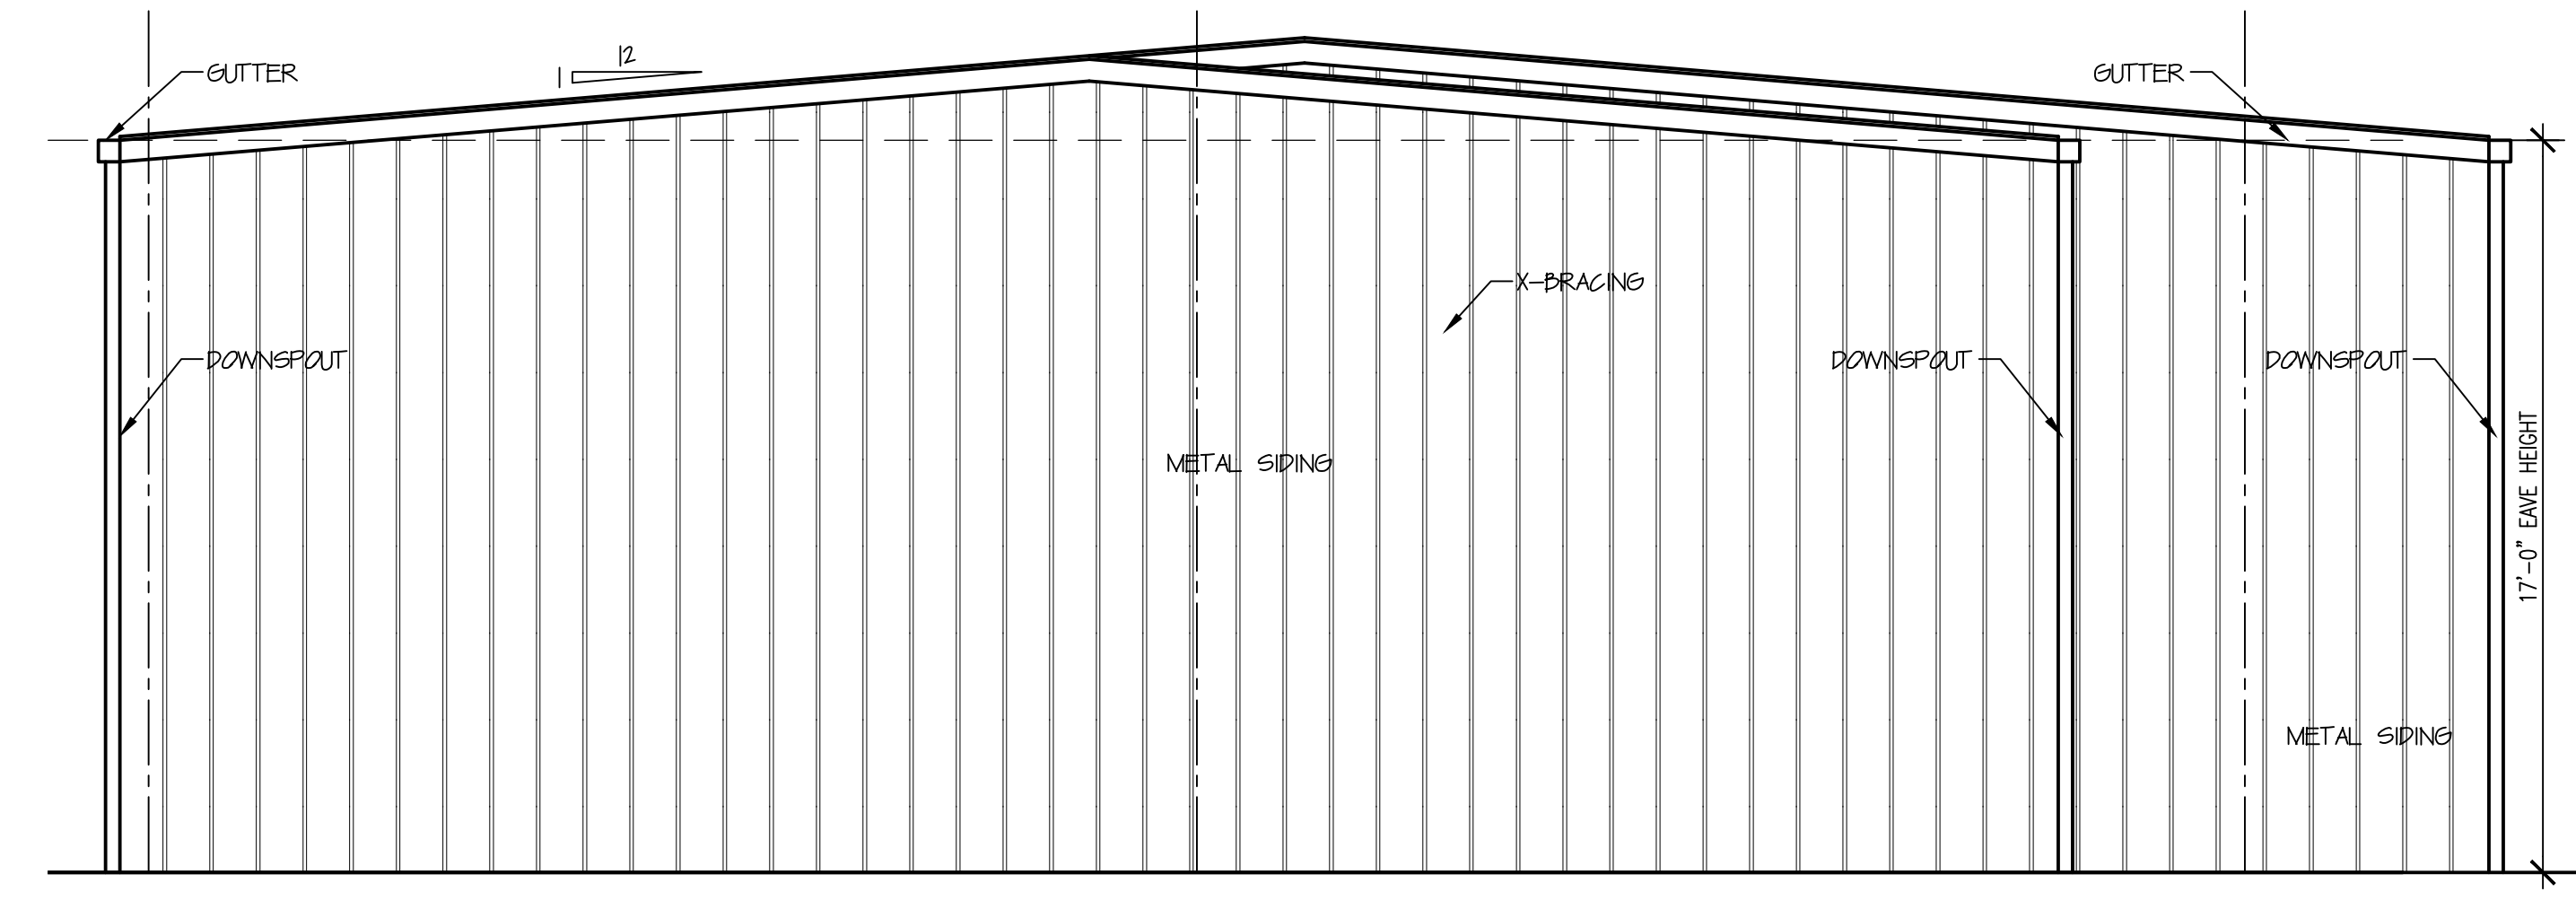 12
1
GUTTER
GUTTER
X-BRACING
DOWNSPOUT
DOWNSPOUT
DOWNSPOUT
METAL SIDING
17'-0" EAVE HEIGHT
METAL SIDING